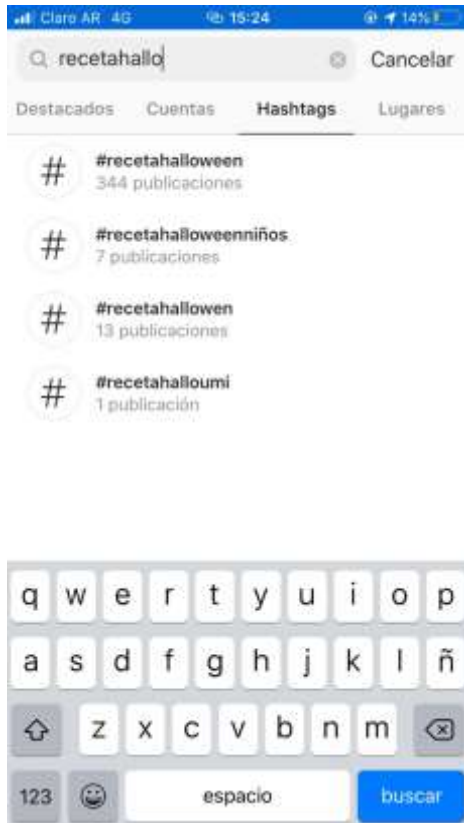 Claro AR 4G 15:24 14%
recetahallo Cancelar
Destacados Cuentas Hashtags Lugares
# #recetahalloween
344 publicaciones
# #recetahalloweenniños
7 publicaciones
# #recetahallowen
13 publicaciones
# #recetahalloumi
1 publicación
q w e r t y u i o p
a s d f g h j k l ñ
z x c v b n m
123 espacio buscar